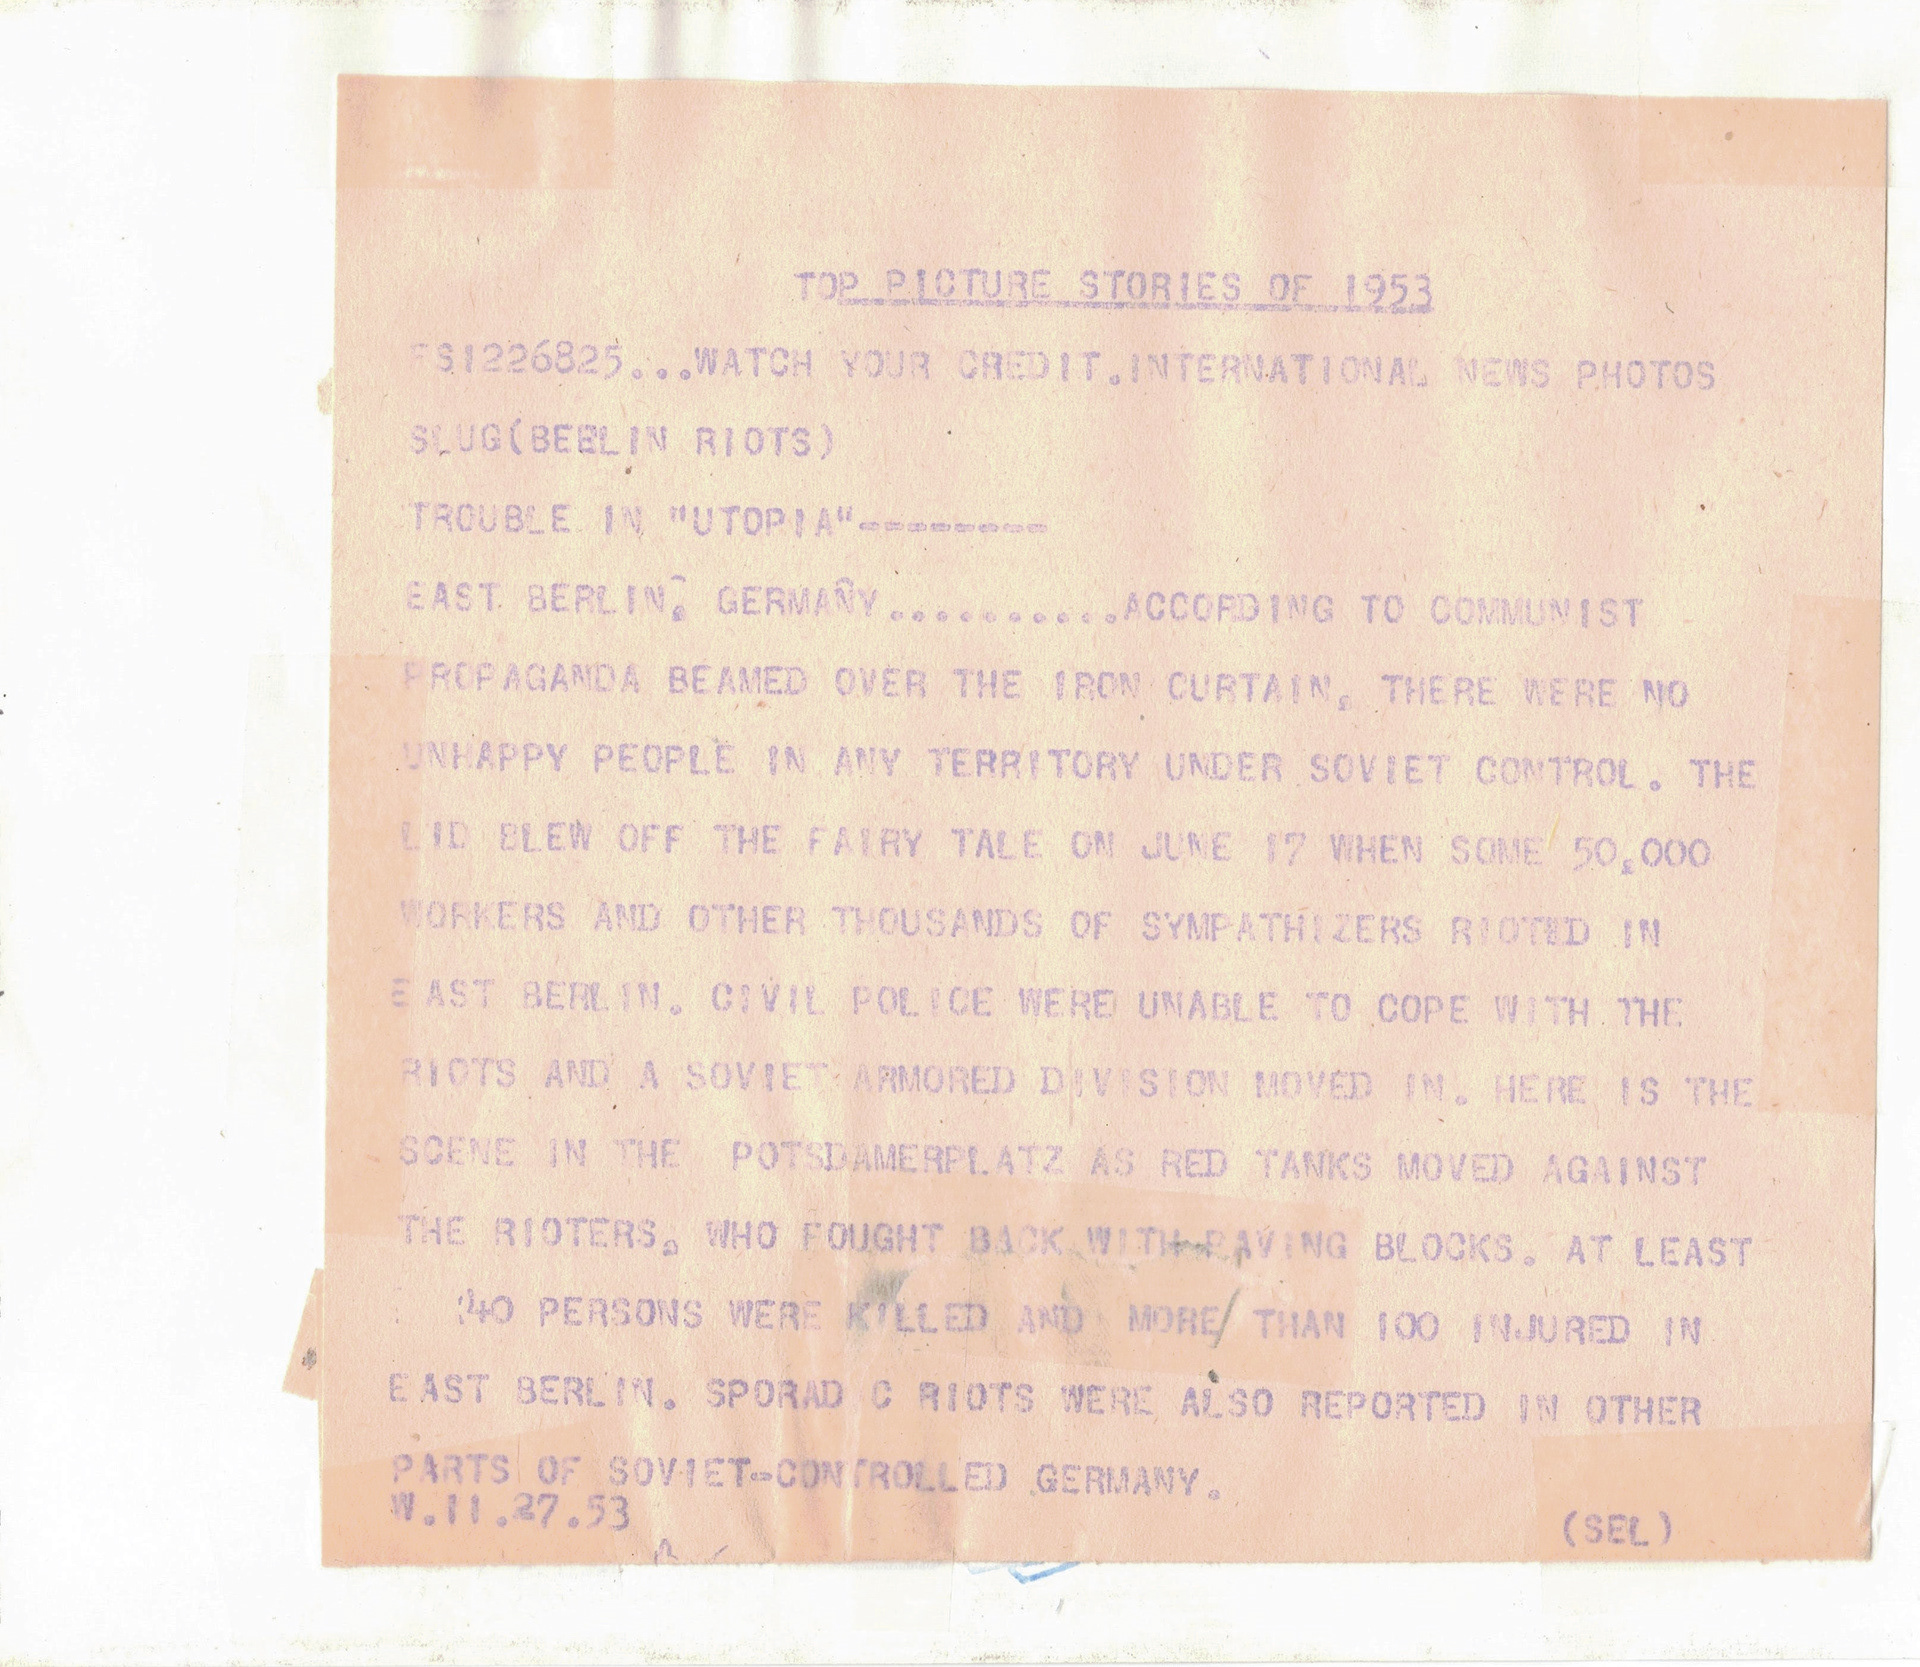 TOP PICTURE STORIES OF 1953
FS1226825...WATCH YOUR CREDIT.INTERNATIONAL NEWS PHOTOS
SLUG(BEELIN RIOTS)
TROUBLE IN "UTOPIA"--------
EAST BERLIN, GERMANY..........ACCORDING TO COMMUNIST
PROPAGANDA BEAMED OVER THE IRON CURTAIN, THERE WERE NO
UNHAPPY PEOPLE IN ANY TERRITORY UNDER SOVIET CONTROL. THE
LID BLEW OFF THE FAIRY TALE ON JUNE 17 WHEN SOME 50,000
WORKERS AND OTHER THOUSANDS OF SYMPATHIZERS RIOTED IN
EAST BERLIN. CIVIL POLICE WERE UNABLE TO COPE WITH THE
RIOTS AND A SOVIET ARMORED DIVISION MOVED IN. HERE IS THE
SCENE IN THE POTSDAMERPLATZ AS RED TANKS MOVED AGAINST
THE RIOTERS, WHO FOUGHT BACK WITH PAVING BLOCKS. AT LEAST
40 PERSONS WERE KILLED AND MORE/ THAN 100 INJURED IN
EAST BERLIN. SPORAD C RIOTS WERE ALSO REPORTED IN OTHER
PARTS OF SOVIET-CONTROLLED GERMANY.
W.11.27.53
(SEL)